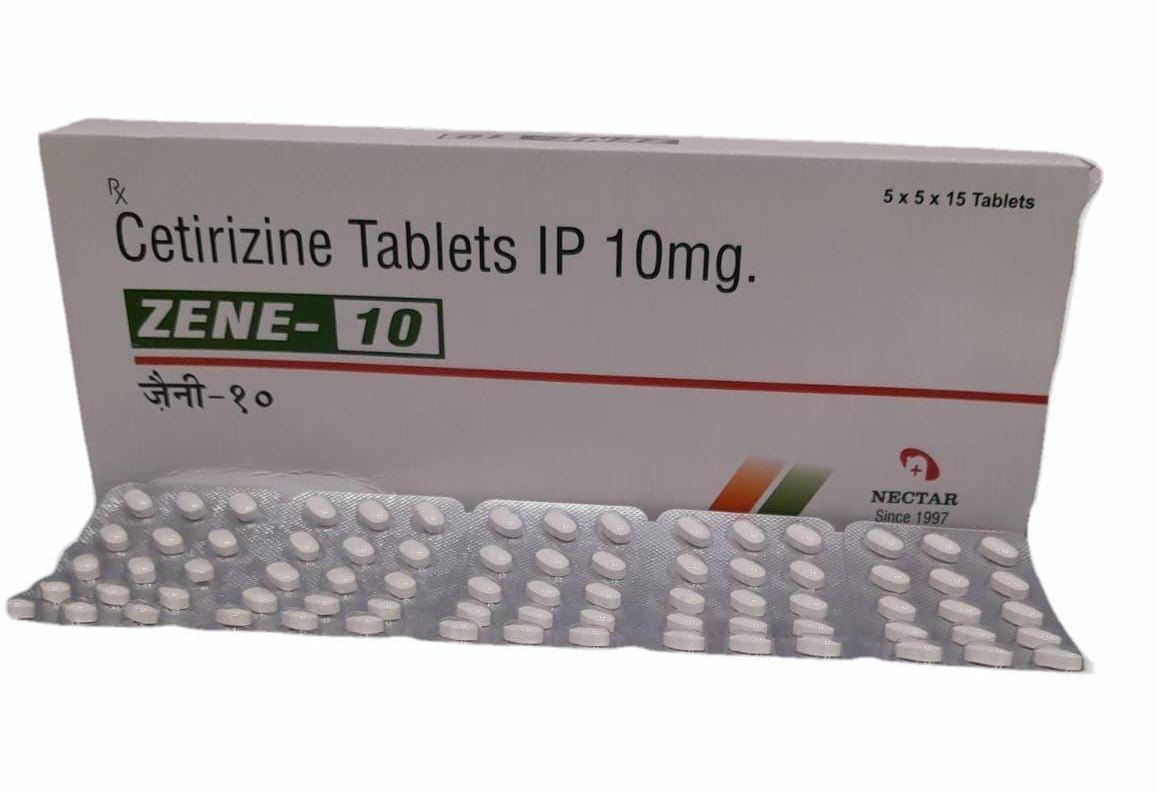 Rx
5 x 5 x 15 Tablets
Cetirizine Tablets IP 10mg.
ZENE- 10
ज़ैनी-१०
NECTAR
Since 1997